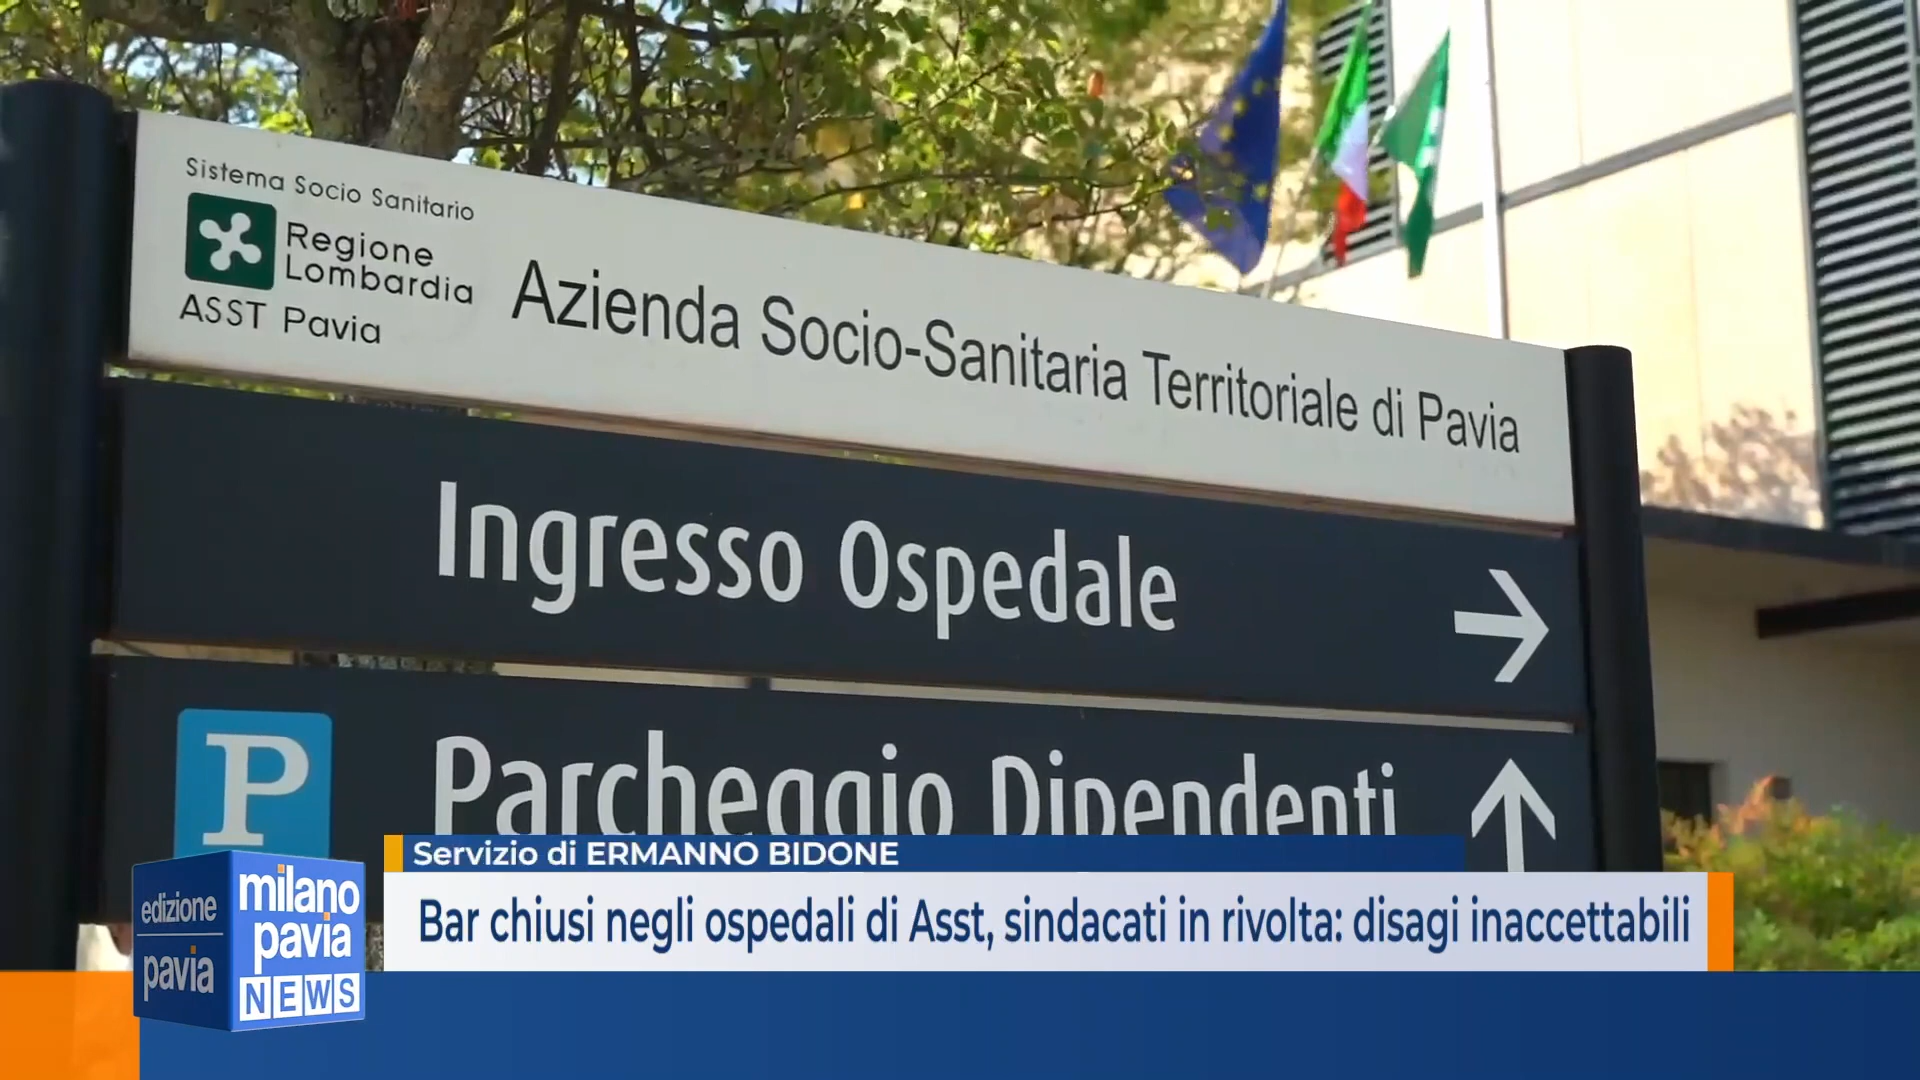 Sistema Socio Sanitario
Regione
Lombardia
ASST Pavia
Azienda Socio-Sanitaria Territoriale di Pavia
Ingresso Ospedale
P
Parcheggio Dipendenti
Servizio di ERMANNO BIDONE
Bar chiusi negli ospedali di Asst, sindacati in rivolta: disagi inaccettabili
edizione
pavia
milano
pavia
NEWS